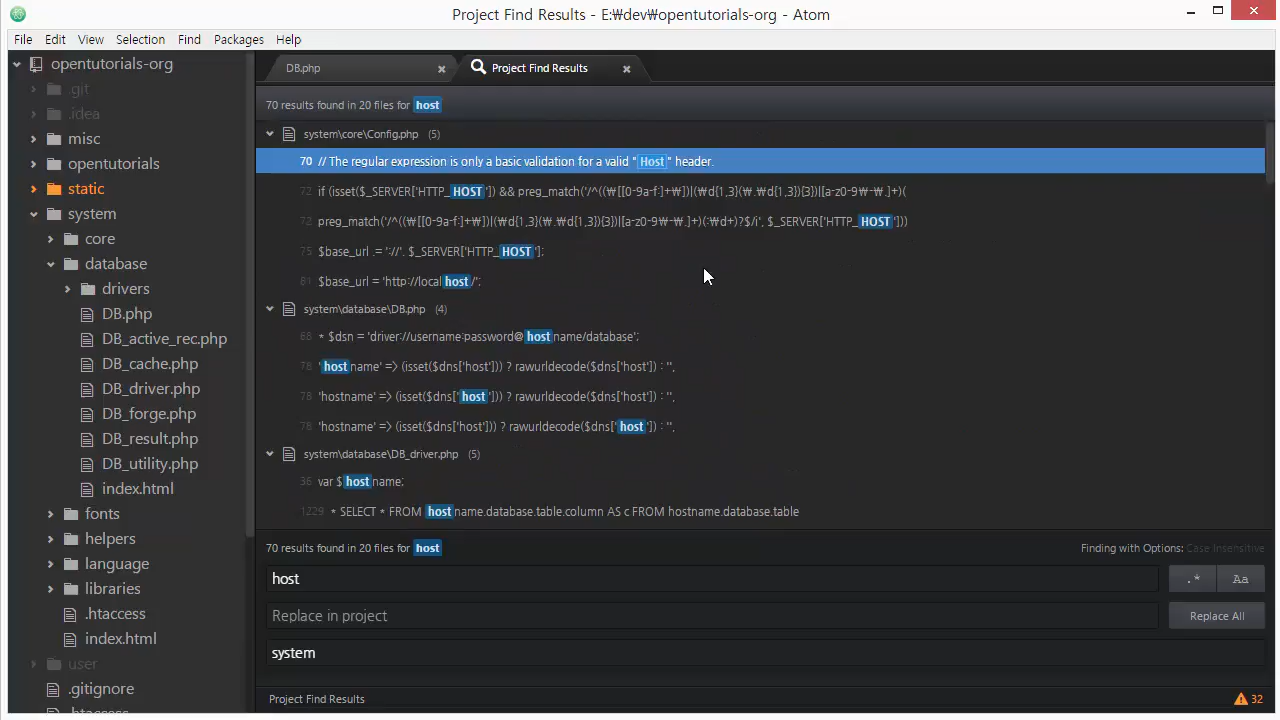 Project Find Results - E:₩dev₩opentutorials-org - Atom
File Edit View Selection Find Packages Help
opentutorials-org
.git
.idea
misc
opentutorials
static
system
core
database
drivers
DB.php
DB_active_rec.php
DB_cache.php
DB_driver.php
DB_forge.php
DB_result.php
DB_utility.php
index.html
fonts
helpers
language
libraries
.htaccess
index.html
user
.gitignore
.htaccess
DB.php
Project Find Results
70 results found in 20 files for host
system\core\Config.php (5)
70 // The regular expression is only a basic validation for a valid "Host" header.
72 if (isset($_SERVER['HTTP_HOST']) && preg_match('/^((₩[[0-9a-f:]+₩])|(₩d{1,3}(₩.₩d{1,3}){3})|[a-z0-9₩-₩.]+)(
72 preg_match('/^((₩[[0-9a-f:]+₩])|(₩d{1,3}(₩.₩d{1,3}){3})|[a-z0-9₩-₩.]+)(:₩d+)?$/i', $_SERVER['HTTP_HOST']))
75 $base_url .= '://'. $_SERVER['HTTP_HOST'];
81 $base_url = 'http://localhost/';
system\database\DB.php (4)
68 * $dsn = 'driver://username:password@hostname/database';
78 'hostname' => (isset($dns['host'])) ? rawurldecode($dns['host']) : '',
78 'hostname' => (isset($dns['host'])) ? rawurldecode($dns['host']) : '',
78 'hostname' => (isset($dns['host'])) ? rawurldecode($dns['host']) : '',
system\database\DB_driver.php (5)
36 var $hostname;
1229 * SELECT * FROM hostname.database.table.column AS c FROM hostname.database.table
70 results found in 20 files for host
Finding with Options: Case Insensitive
host
.* Aa
Replace in project
Replace All
system
Project Find Results
32